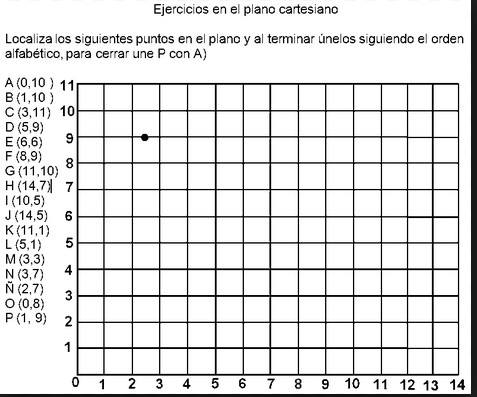 Ejercicios en el plano cartesiano
Localiza los siguientes puntos en el plano y al terminar únelos siguiendo el orden
alfabético, para cerrar une P con A)
A (0,10 )
B (1,10 )
C (3,11)
D (5,9)
E (6,6)
F (8,9)
G (11,10)
H (14,7)
I (10,5)
J (14,5)
K (11,1)
L (5,1)
M (3,3)
N (3,7)
Ñ (2,7)
O (0,8)
P (1, 9)
11
10
9
8
7
6
5
4
3
2
1
0 1 2 3 4 5 6 7 8 9 10 11 12 13 14